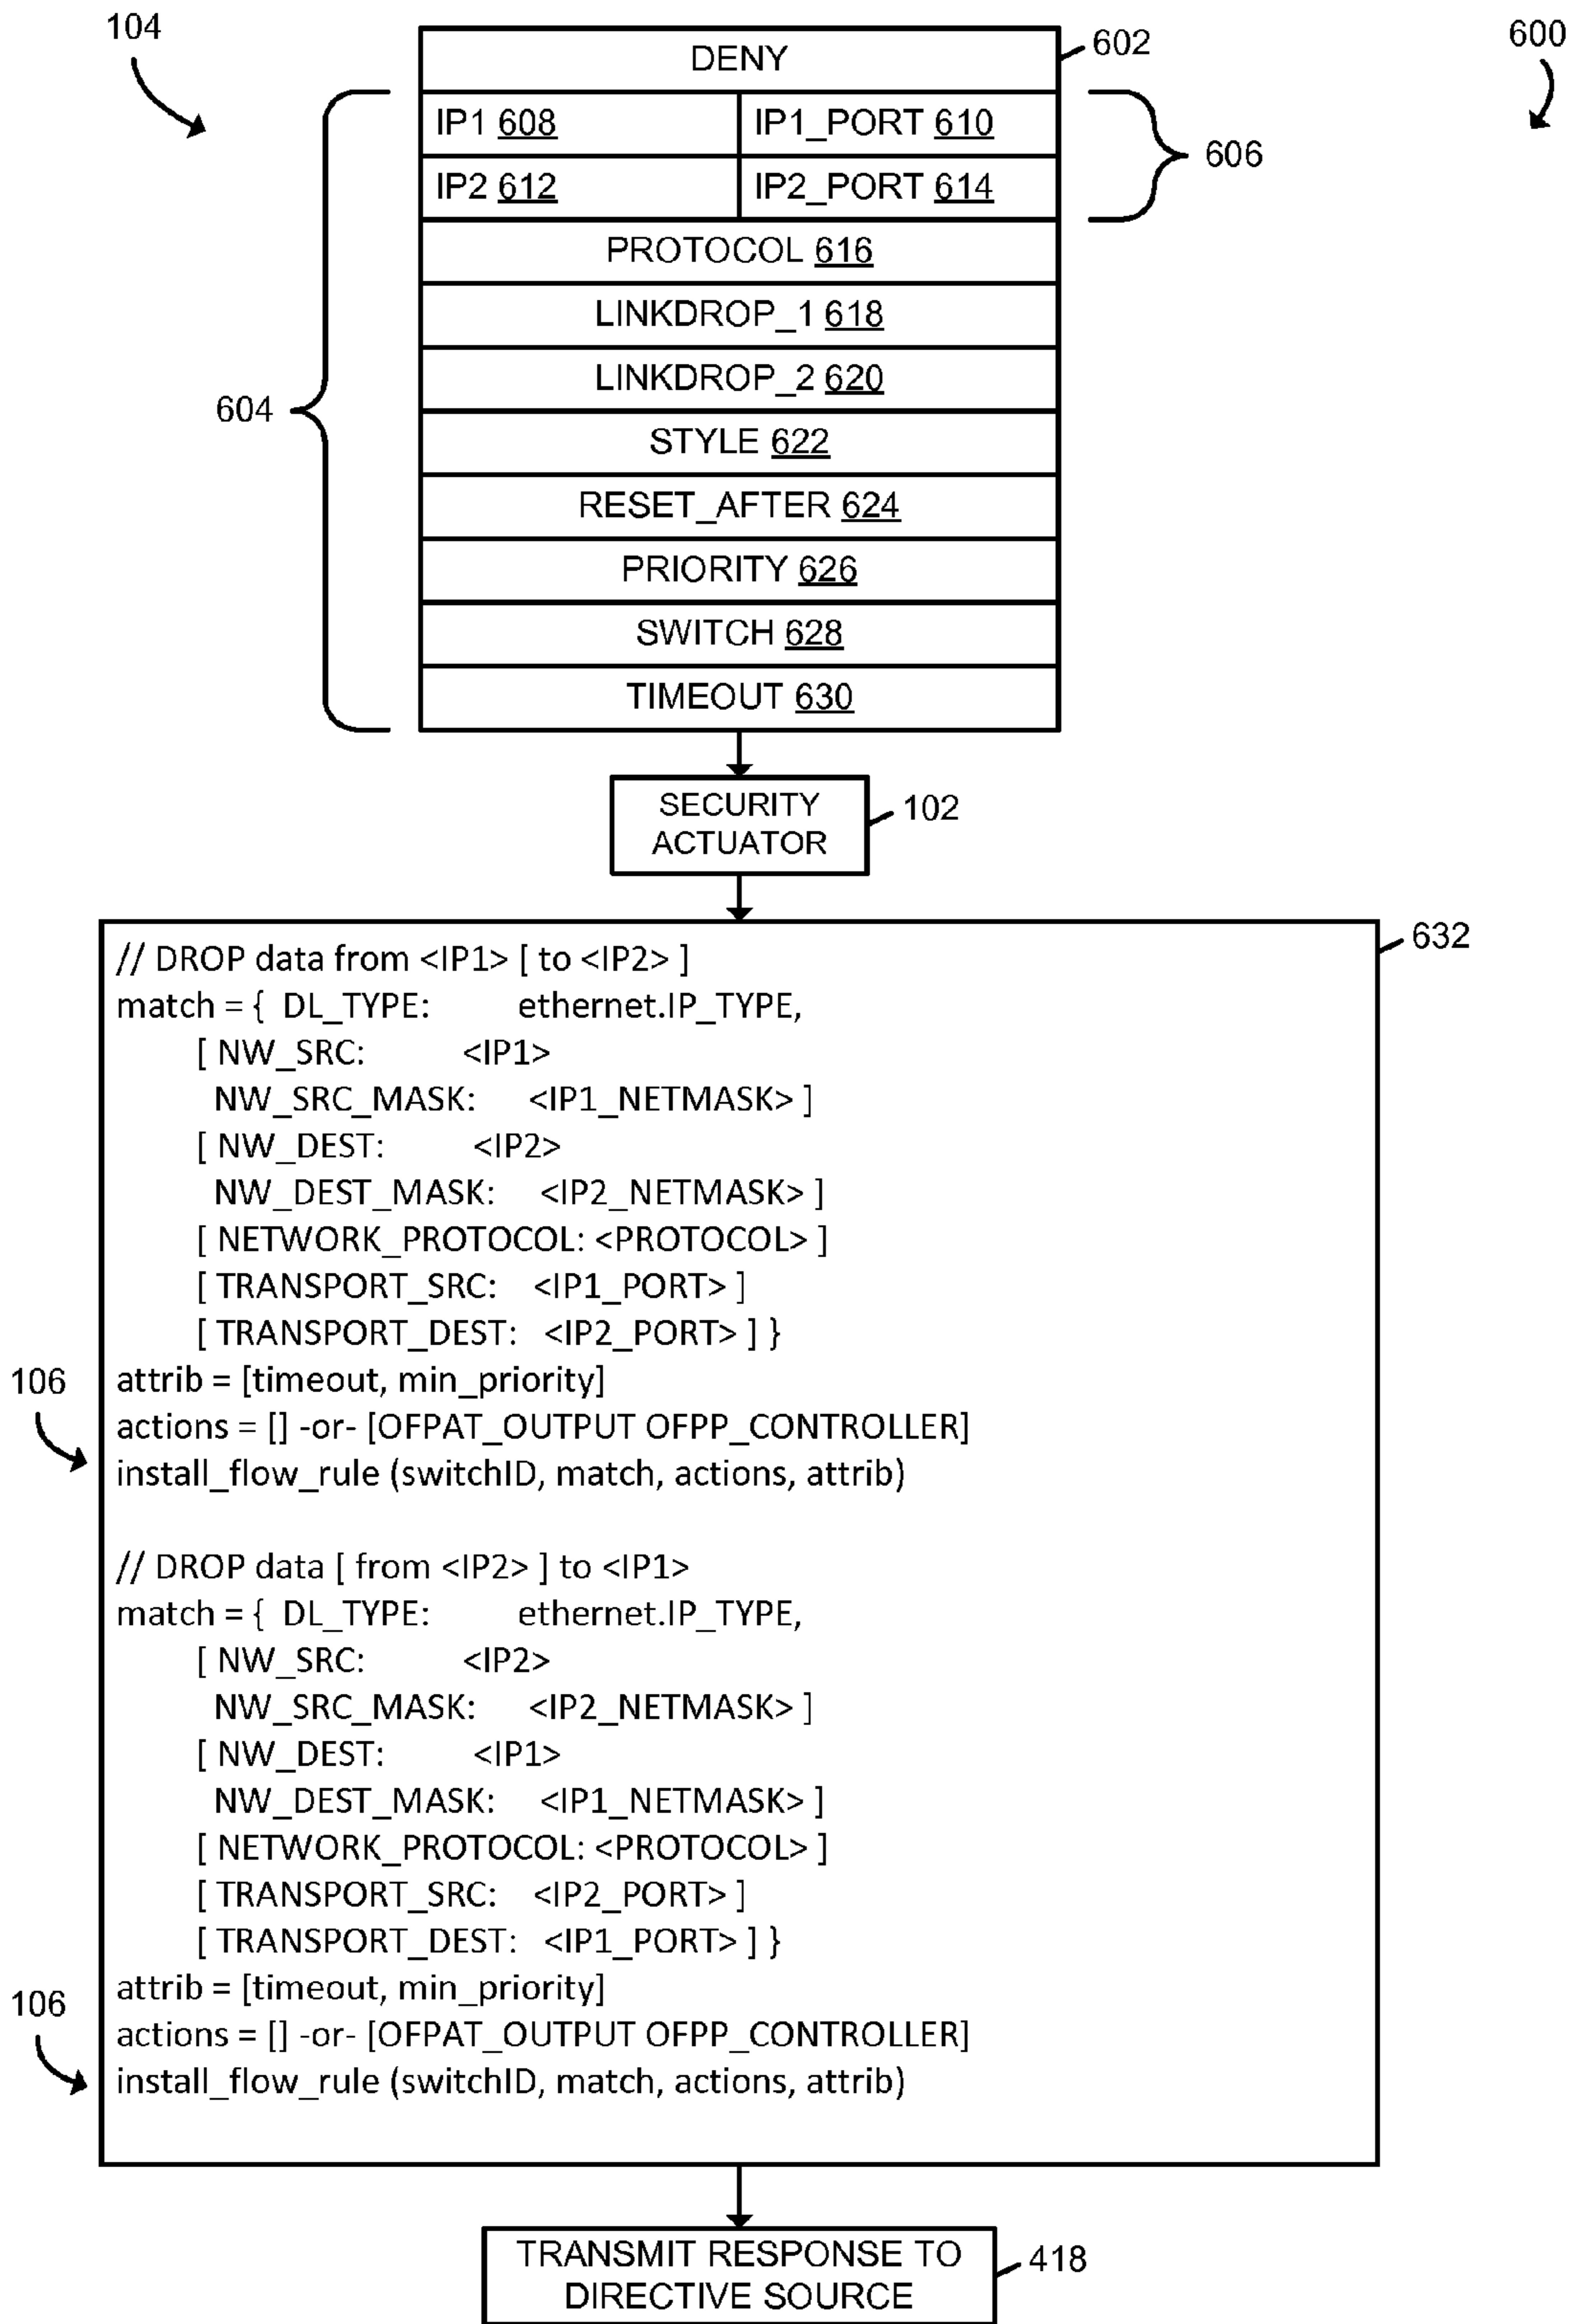 104
600
DENY
602
IP1 608 IP1_PORT 610
IP2 612 IP2_PORT 614
606
PROTOCOL 616
LINKDROP_1 618
LINKDROP_2 620
604
STYLE 622
RESET_AFTER 624
PRIORITY 626
SWITCH 628
TIMEOUT 630
SECURITY
ACTUATOR
102
632
// DROP data from <IP1> [ to <IP2> ]
match = { DL_TYPE: ethernet.IP_TYPE,
[ NW_SRC: <IP1>
NW_SRC_MASK: <IP1_NETMASK> ]
[ NW_DEST: <IP2>
NW_DEST_MASK: <IP2_NETMASK> ]
[ NETWORK_PROTOCOL: <PROTOCOL> ]
[ TRANSPORT_SRC: <IP1_PORT> ]
[ TRANSPORT_DEST: <IP2_PORT> ] }
106
attrib = [timeout, min_priority]
actions = [] -or- [OFPAT_OUTPUT OFPP_CONTROLLER]
install_flow_rule (switchID, match, actions, attrib)
// DROP data [ from <IP2> ] to <IP1>
match = { DL_TYPE: ethernet.IP_TYPE,
[ NW_SRC: <IP2>
NW_SRC_MASK: <IP2_NETMASK> ]
[ NW_DEST: <IP1>
NW_DEST_MASK: <IP1_NETMASK> ]
[ NETWORK_PROTOCOL: <PROTOCOL> ]
[ TRANSPORT_SRC: <IP2_PORT> ]
[ TRANSPORT_DEST: <IP1_PORT> ] }
attrib = [timeout, min_priority]
106
actions = [] -or- [OFPAT_OUTPUT OFPP_CONTROLLER]
install_flow_rule (switchID, match, actions, attrib)
TRANSMIT RESPONSE TO
DIRECTIVE SOURCE
418